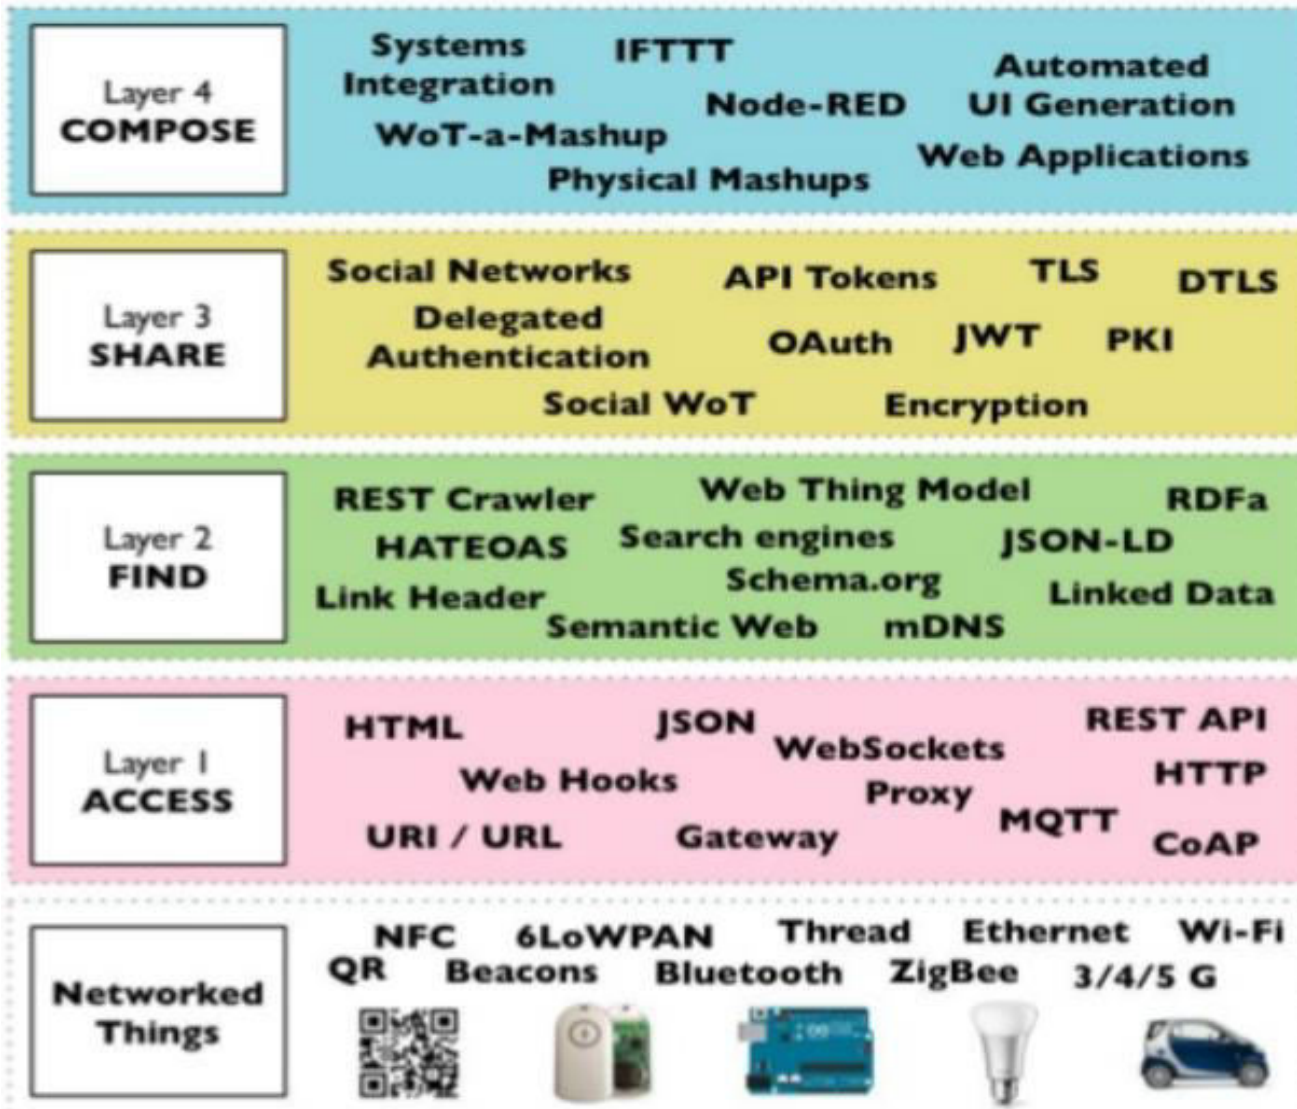 Layer 4
COMPOSE
Systems
Integration
IFTTT
Node-RED
Automated
UI Generation
WoT-a-Mashup
Physical Mashups
Web Applications
Layer 3
SHARE
Social Networks
API Tokens
TLS
DTLS
Delegated
Authentication
OAuth
JWT
PKI
Social WoT
Encryption
Layer 2
FIND
REST Crawler
Web Thing Model
RDFa
HATEOAS
Search engines
JSON-LD
Link Header
Schema.org
Linked Data
Semantic Web
mDNS
Layer 1
ACCESS
HTML
JSON
WebSockets
REST API
Web Hooks
Proxy
HTTP
URI / URL
Gateway
MQTT
CoAP
Networked
Things
NFC
6LoWPAN
Thread
Ethernet
Wi-Fi
QR
Beacons
Bluetooth
ZigBee
3/4/5 G